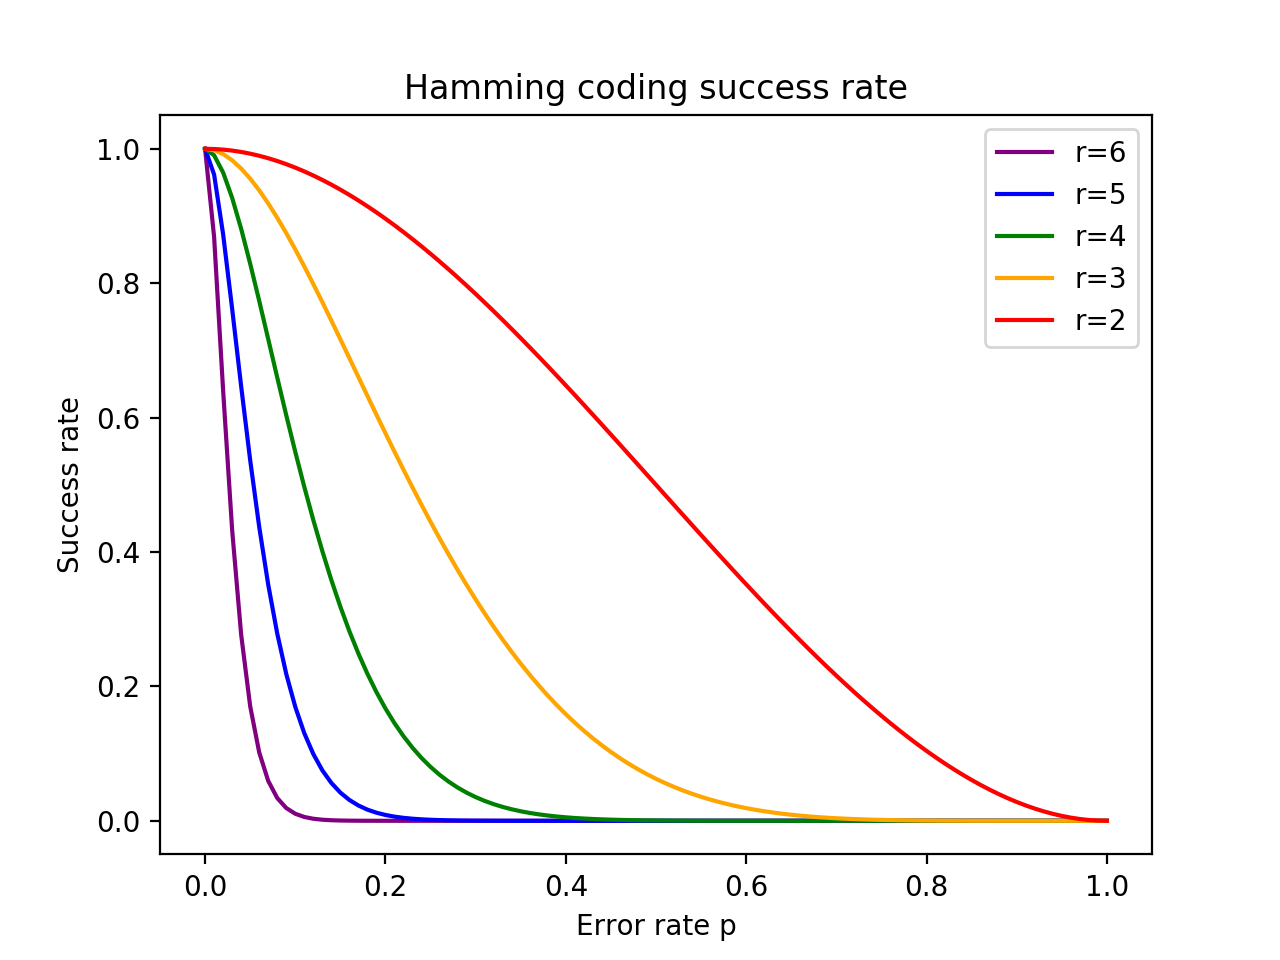 Hamming coding success rate
1.0
0.8
0.6
0.4
0.2
0.0
Success rate
r=6
r=5
r=4
r=3
r=2
0.0 0.2 0.4 0.6 0.8 1.0
Error rate p